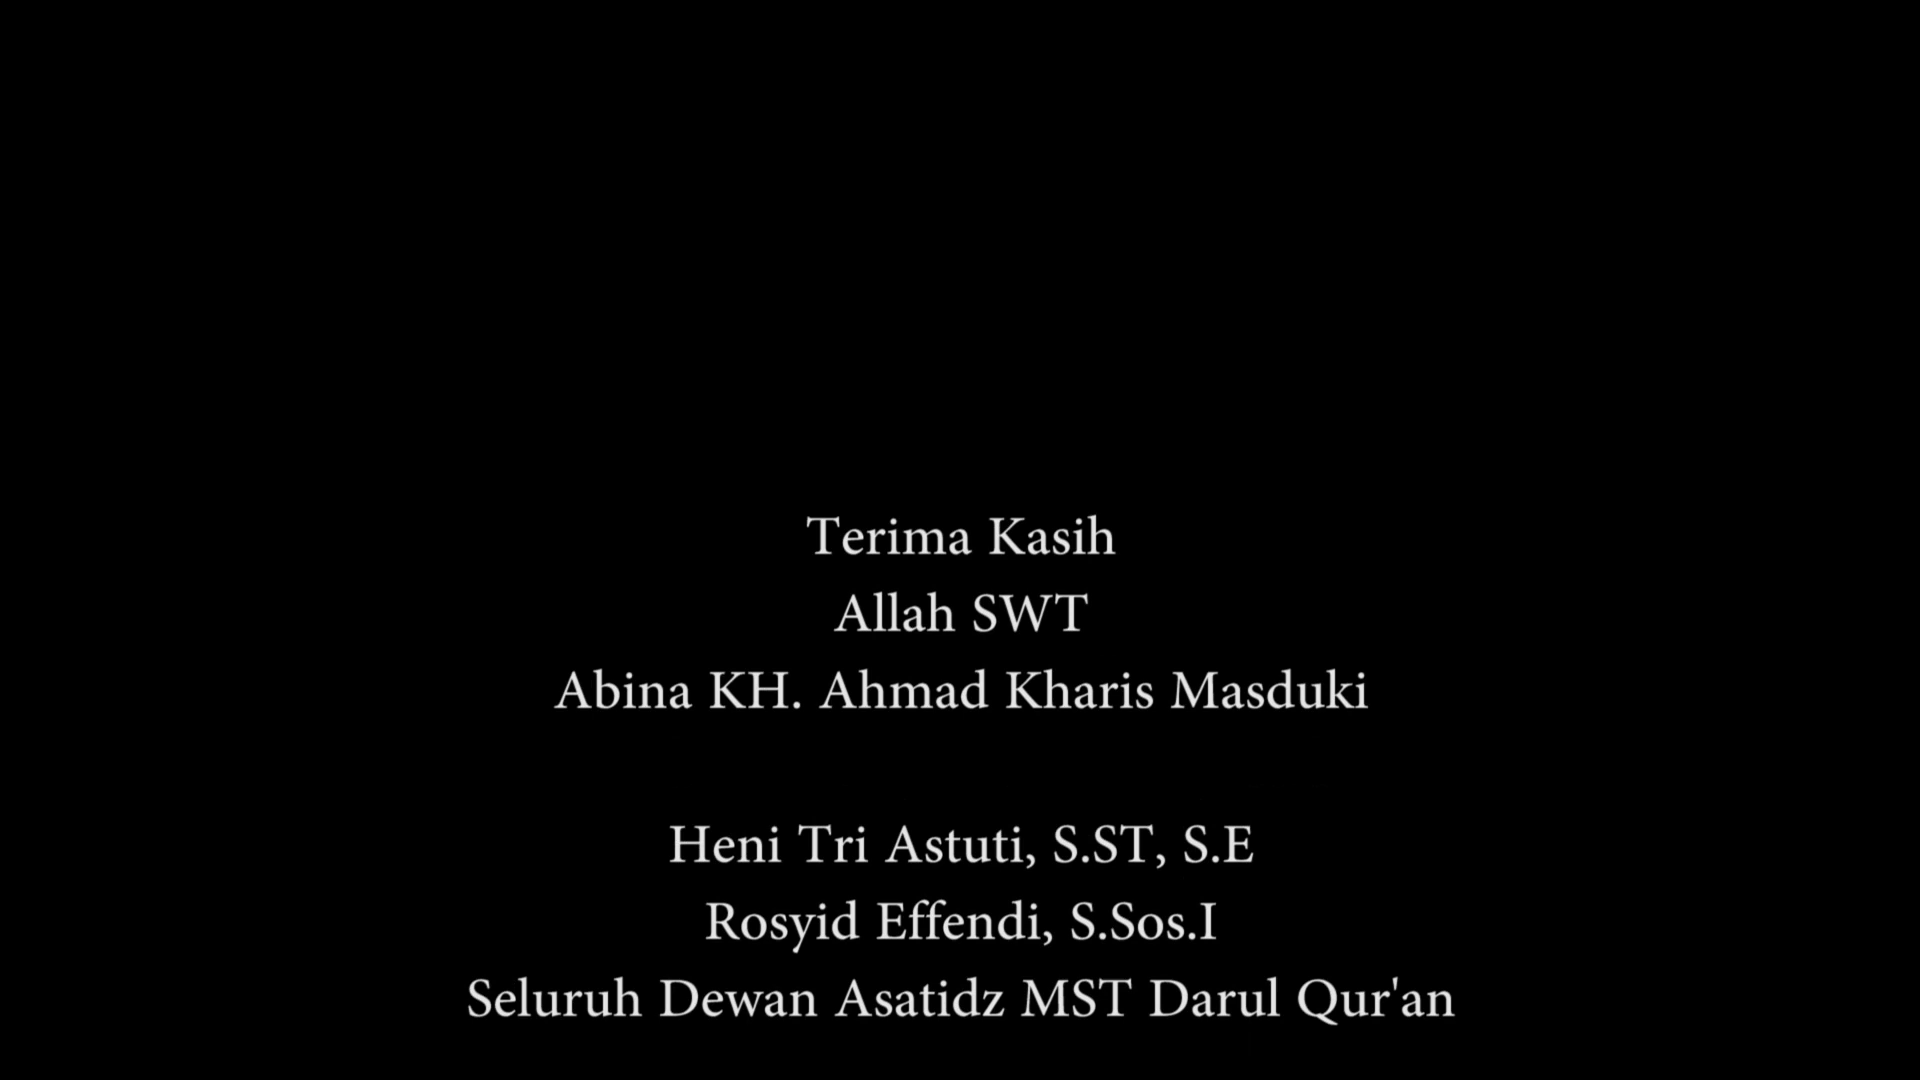 Terima Kasih
Allah SWT
Abina KH. Ahmad Kharis Masduki
Heni Tri Astuti, S.ST, S.E
Rosyid Effendi, S.Sos.I
Seluruh Dewan Asatidz MST Darul Qur'an